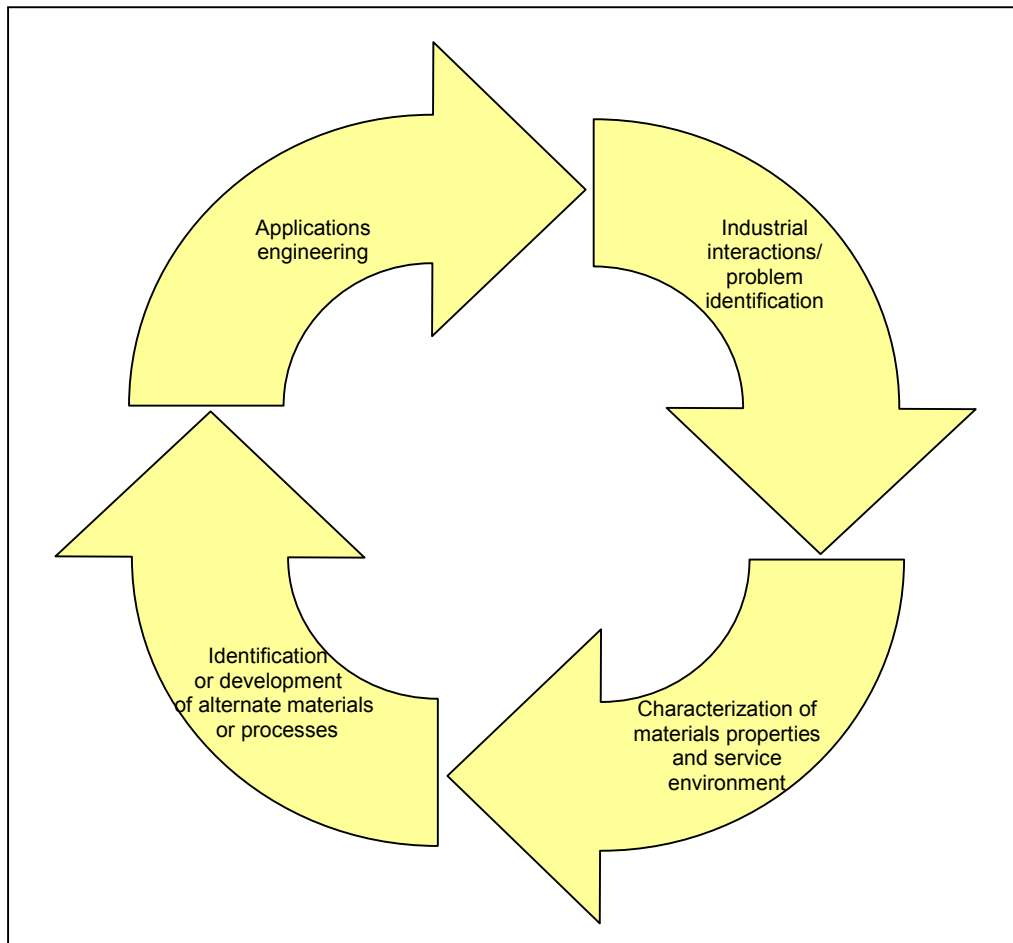 Applications
engineering
Industrial
interactions/
problem
identification
Identification
or development
of alternate materials
or processes
Characterization of
materials properties
and service
environment